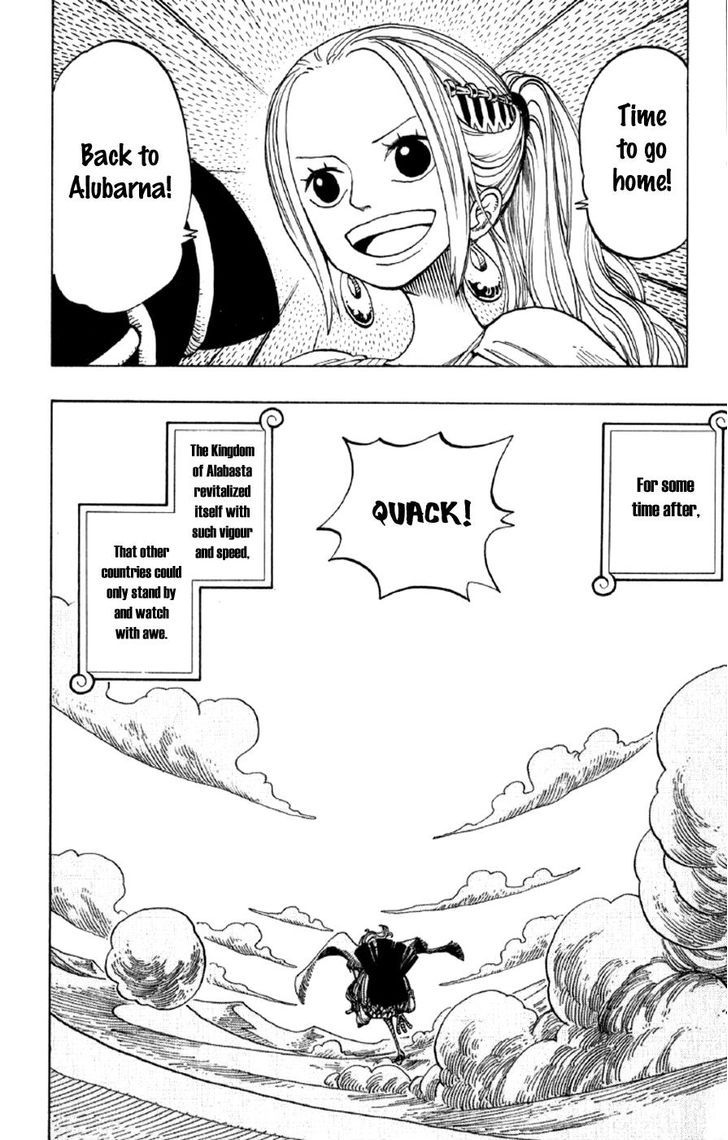 Time
to go
home!
Back to
Alubarna!
For some
time after,
QUACK!
The Kingdom
of Alabasta
revitalized
itself with
such vigour
and speed,
That other
countries could
only stand by
and watch
with awe.